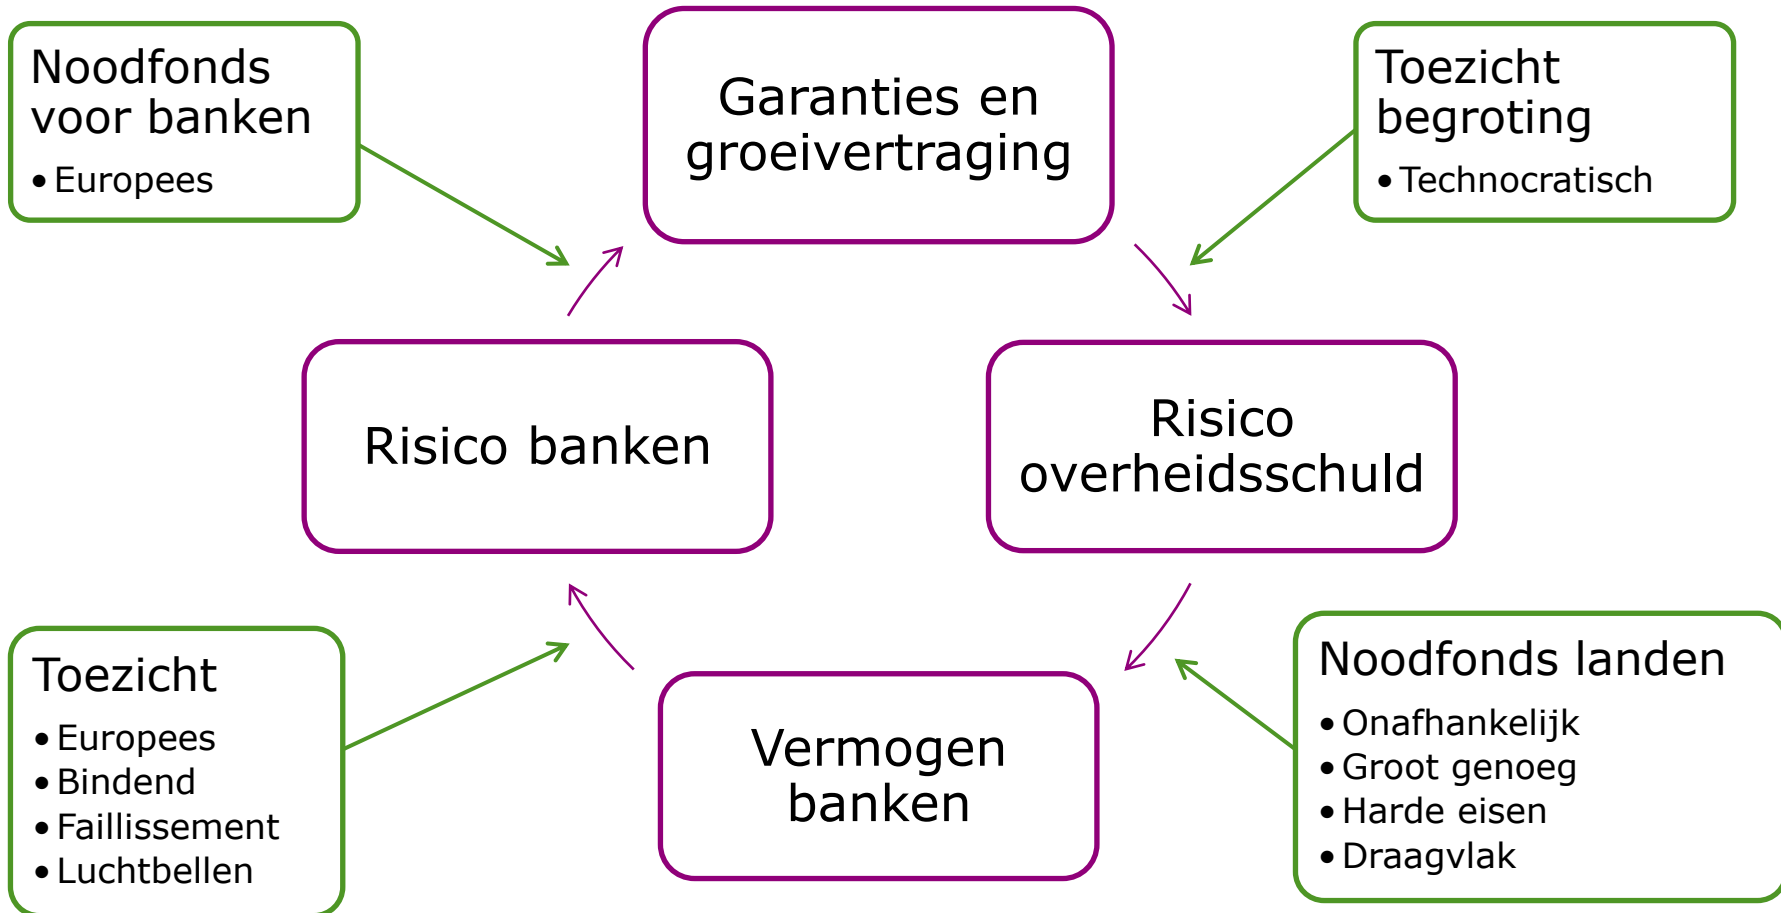 Noodfonds
voor banken
• Europees
Garanties en
groeivertraging
Toezicht
begroting
• Technocratisch
Risico banken
Risico
overheidsschuld
Toezicht
• Europees
• Bindend
• Faillissement
• Luchtbellen
Vermogen
banken
Noodfonds landen
• Onafhankelijk
• Groot genoeg
• Harde eisen
• Draagvlak